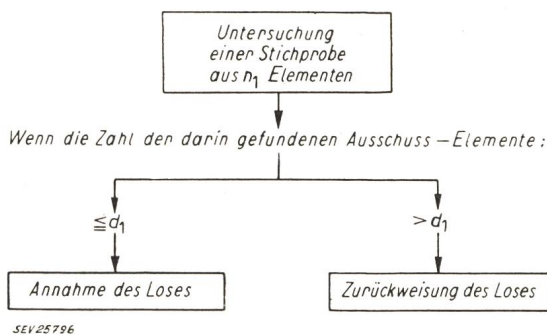 Untersuchung
einer Stichprobe
aus n₁ Elementen
Wenn die Zahl der darin gefundenen Ausschuss – Elemente :
≦ d₁
> d₁
Annahme des Loses
Zurückweisung des Loses
SEV25796